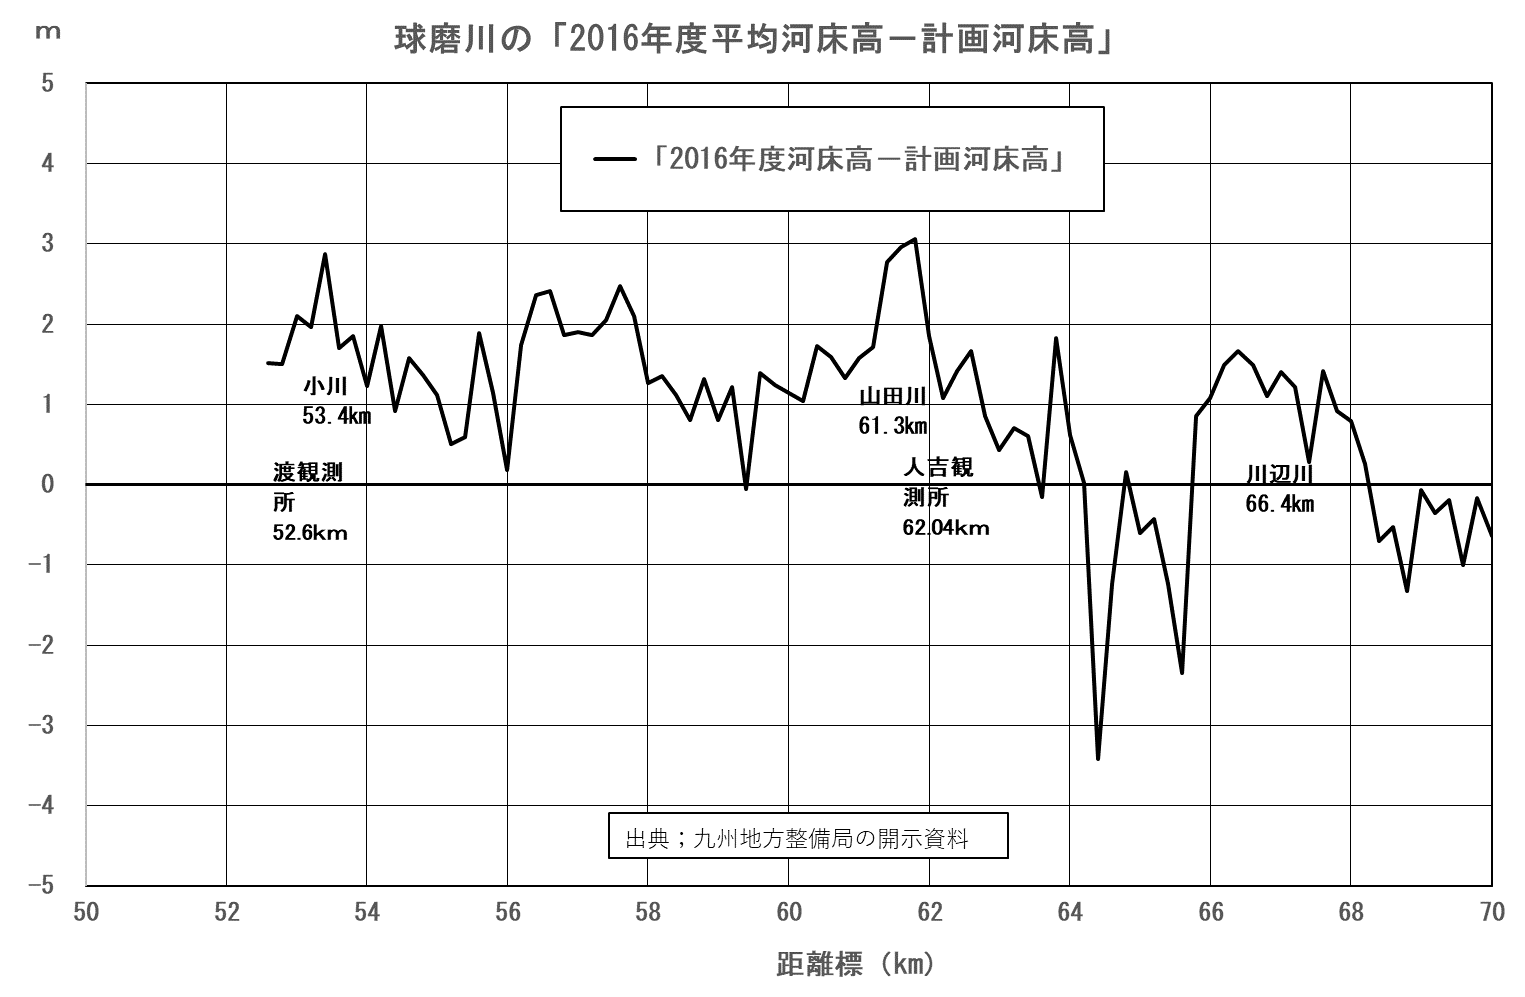 m
球磨川の「2016年度平均河床高－計画河床高」
5
4
3
2
1
0
-1
-2
-3
-4
-5
「2016年度河床高－計画河床高」
小川
53.4km
渡観測
所
52.6km
山田川
61.3km
人吉観
測所
62.04km
川辺川
66.4km
出典；九州地方整備局の開示資料
50 52 54 56 58 60 62 64 66 68 70
距離標（km）